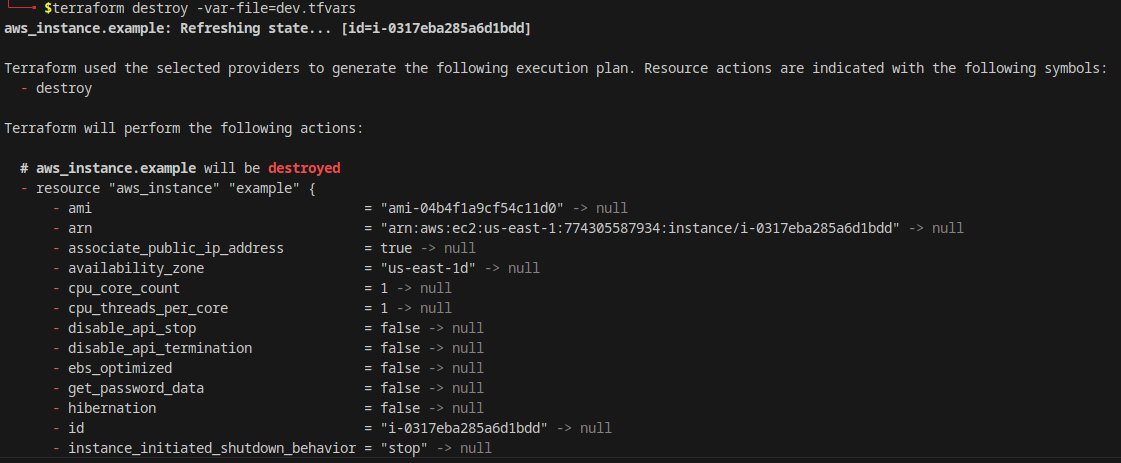 $terraform destroy -var-file=dev.tfvars
aws_instance.example: Refreshing state... [id=i-0317eba285a6d1bdd]
Terraform used the selected providers to generate the following execution plan. Resource actions are indicated with the following symbols:
- destroy
Terraform will perform the following actions:
# aws_instance.example will be destroyed
- resource "aws_instance" "example" {
- ami = "ami-04b4f1a9cf54c11d0" -> null
- arn = "arn:aws:ec2:us-east-1:774305587934:instance/i-0317eba285a6d1bdd" -> null
- associate_public_ip_address = true -> null
- availability_zone = "us-east-1d" -> null
- cpu_core_count = 1 -> null
- cpu_threads_per_core = 1 -> null
- disable_api_stop = false -> null
- disable_api_termination = false -> null
- ebs_optimized = false -> null
- get_password_data = false -> null
- hibernation = false -> null
- id = "i-0317eba285a6d1bdd" -> null
- instance_initiated_shutdown_behavior = "stop" -> null